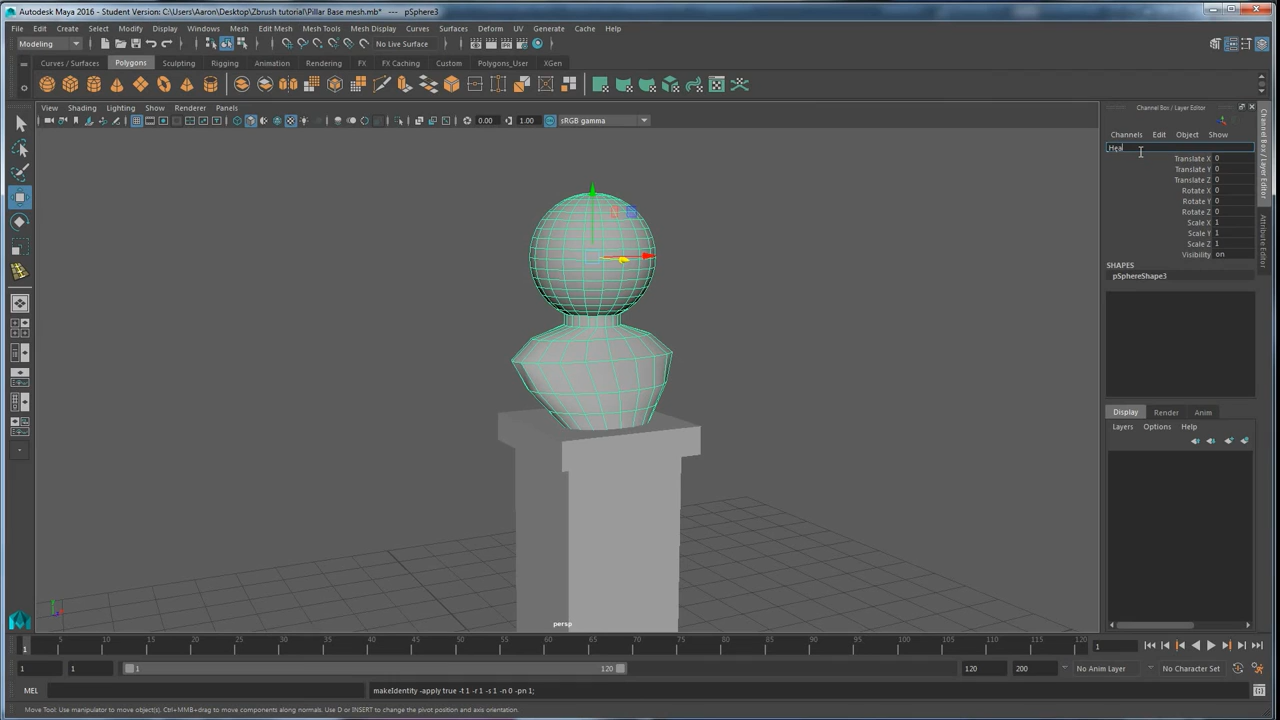 Autodesk Maya 2016 - Student Version: C:\Users\Aaron\Desktop\Zbrush tutorial\Pillar Base mesh.mb* --- pSphere3
File Edit Create Select Modify Display Windows Mesh Edit Mesh Mesh Tools Mesh Display Curves Surfaces Deform UV Generate Cache Help
Modeling No Live Surface
Curves / Surfaces Polygons Sculpting Rigging Animation Rendering FX FX Caching Custom Polygons_User XGen
View Shading Lighting Show Renderer Panels
0.00 1.00 sRGB gamma
Channel Box / Layer Editor
Channels Edit Object Show
Hea
Translate X 0
Translate Y 0
Translate Z 0
Rotate X 0
Rotate Y 0
Rotate Z 0
Scale X 1
Scale Y 1
Scale Z 1
Visibility on
SHAPES
pSphereShape3
Display Render Anim
Layers Options Help
Channel Box / Layer Editor
Attribute Editor
persp
1 5 10 15 20 25 30 35 40 45 50 55 60 65 70 75 80 85 90 95 100 105 110 115 120 1
1 1 1 120 120 200 No Anim Layer No Character Set
MEL makeIdentity -apply true -t 1 -r 1 -s 1 -n 0 -pn 1;
Move Tool: Use manipulator to move object(s). Ctrl+MMB+drag to move components along normals. Use D or INSERT to change the pivot position and axis orientation.